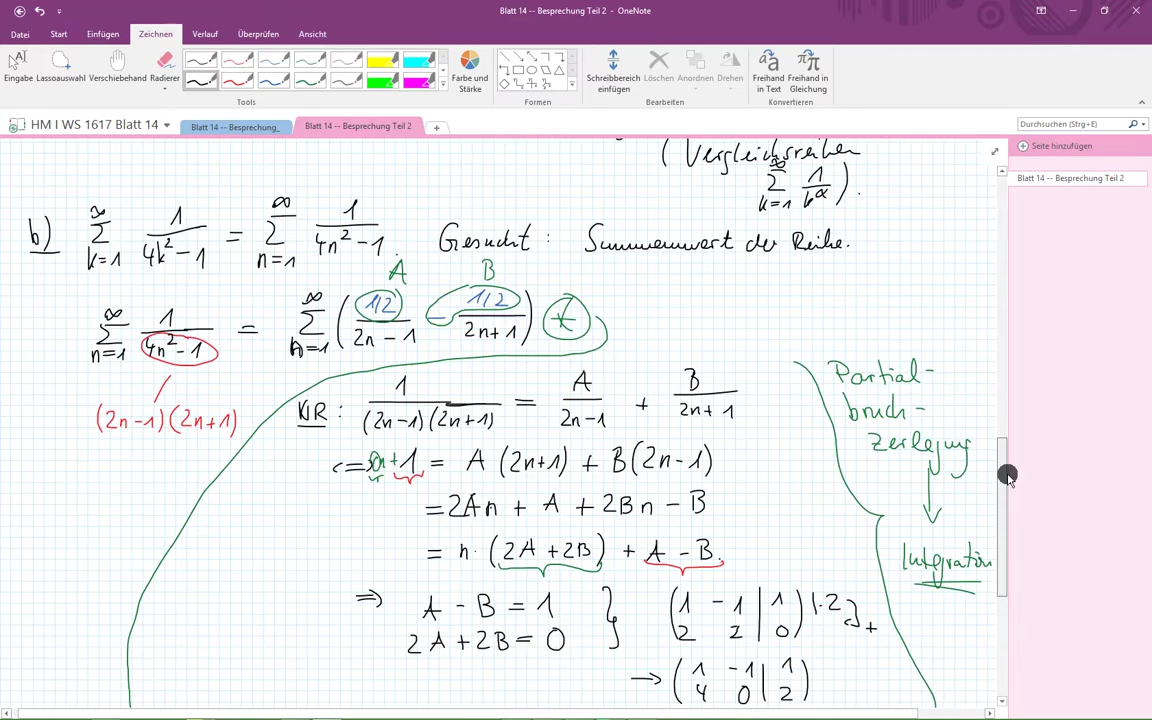 Blatt 14 -- Besprechung Teil 2 - OneNote
Datei Start Einfügen Zeichnen Verlauf Überprüfen Ansicht
Eingabe Lassoauswahl Verschiebehand Radierer Farbe und Stärke Schreibbereich einfügen Löschen Anordnen Drehen Freihand in Text Freihand in Gleichung
Tools Formen Bearbeiten Konvertieren
HM I WS 1617 Blatt 14 Blatt 14 -- Besprechung_ Blatt 14 -- Besprechung Teil 2 Durchsuchen (Strg+E)
Seite hinzufügen
Blatt 14 -- Besprechung Teil 2
( Vergleichsreihen
∞ ∑ k=1 1/k^α ).
b) ∞ ∑ k=1 1/(4k²-1) = ∞ ∑ n=1 1/(4n²-1). Gesucht: Summenwert der Reihe.
A B
∞ ∑ n=1 1/(4n²-1) = ∞ ∑ n=1 ( 1/2/(2n-1) - 1/2/(2n+1) )
(2n-1)(2n+1)
NR: 1/((2n-1)(2n+1)) = A/(2n-1) + B/(2n+1)
<=> 0n+1 = A(2n+1) + B(2n-1)
= 2An + A + 2Bn - B
= n·(2A+2B) + A - B.
=> A - B = 1
2A+2B = 0
(1 -1 | 1) |·2
(2 2 | 0) +
→ (1 -1 | 1)
(4 0 | 2)
Partial-
bruch-
Zerlegung
↓
Integration